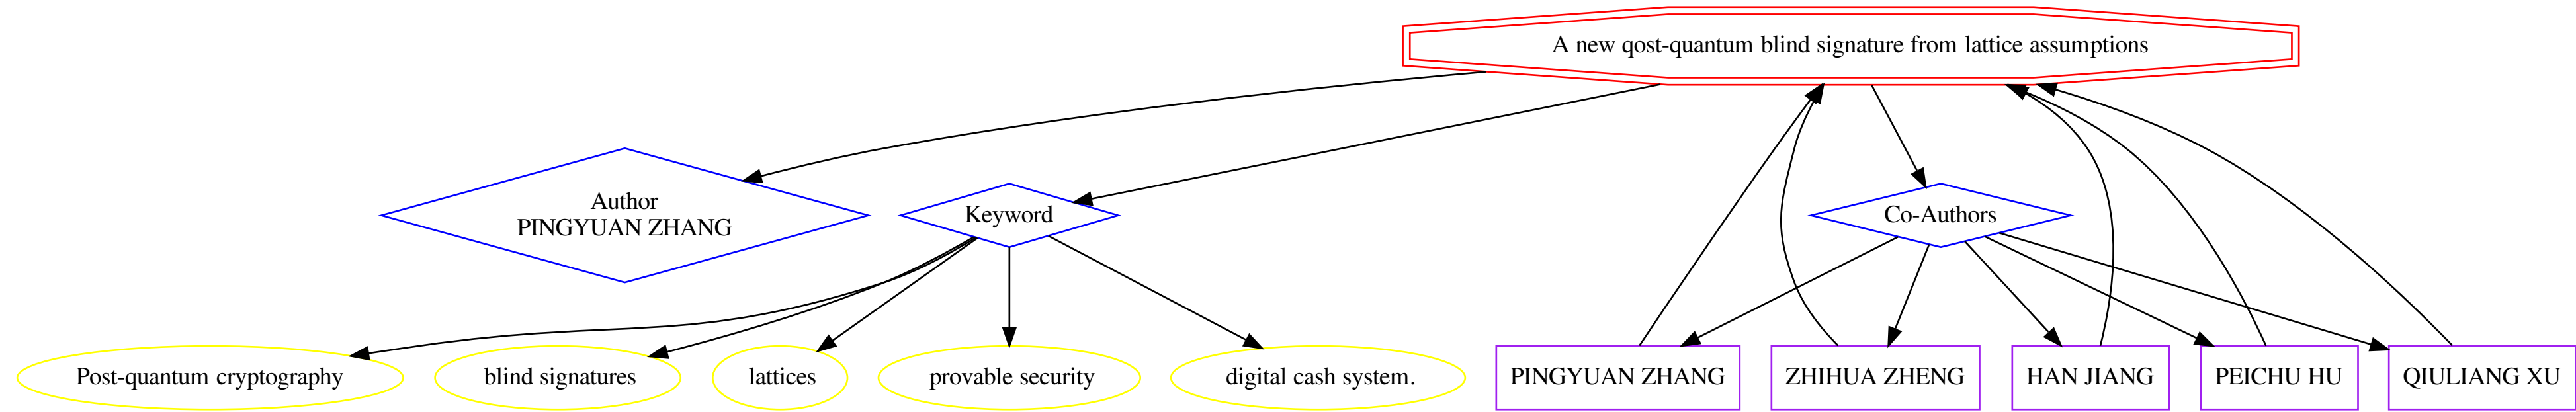 A new qost-quantum blind signature from lattice assumptions
Author
PINGYUAN ZHANG
Keyword
Co-Authors
Post-quantum cryptography
blind signatures
lattices
provable security
digital cash system.
PINGYUAN ZHANG
ZHIHUA ZHENG
HAN JIANG
PEICHU HU
QIULIANG XU